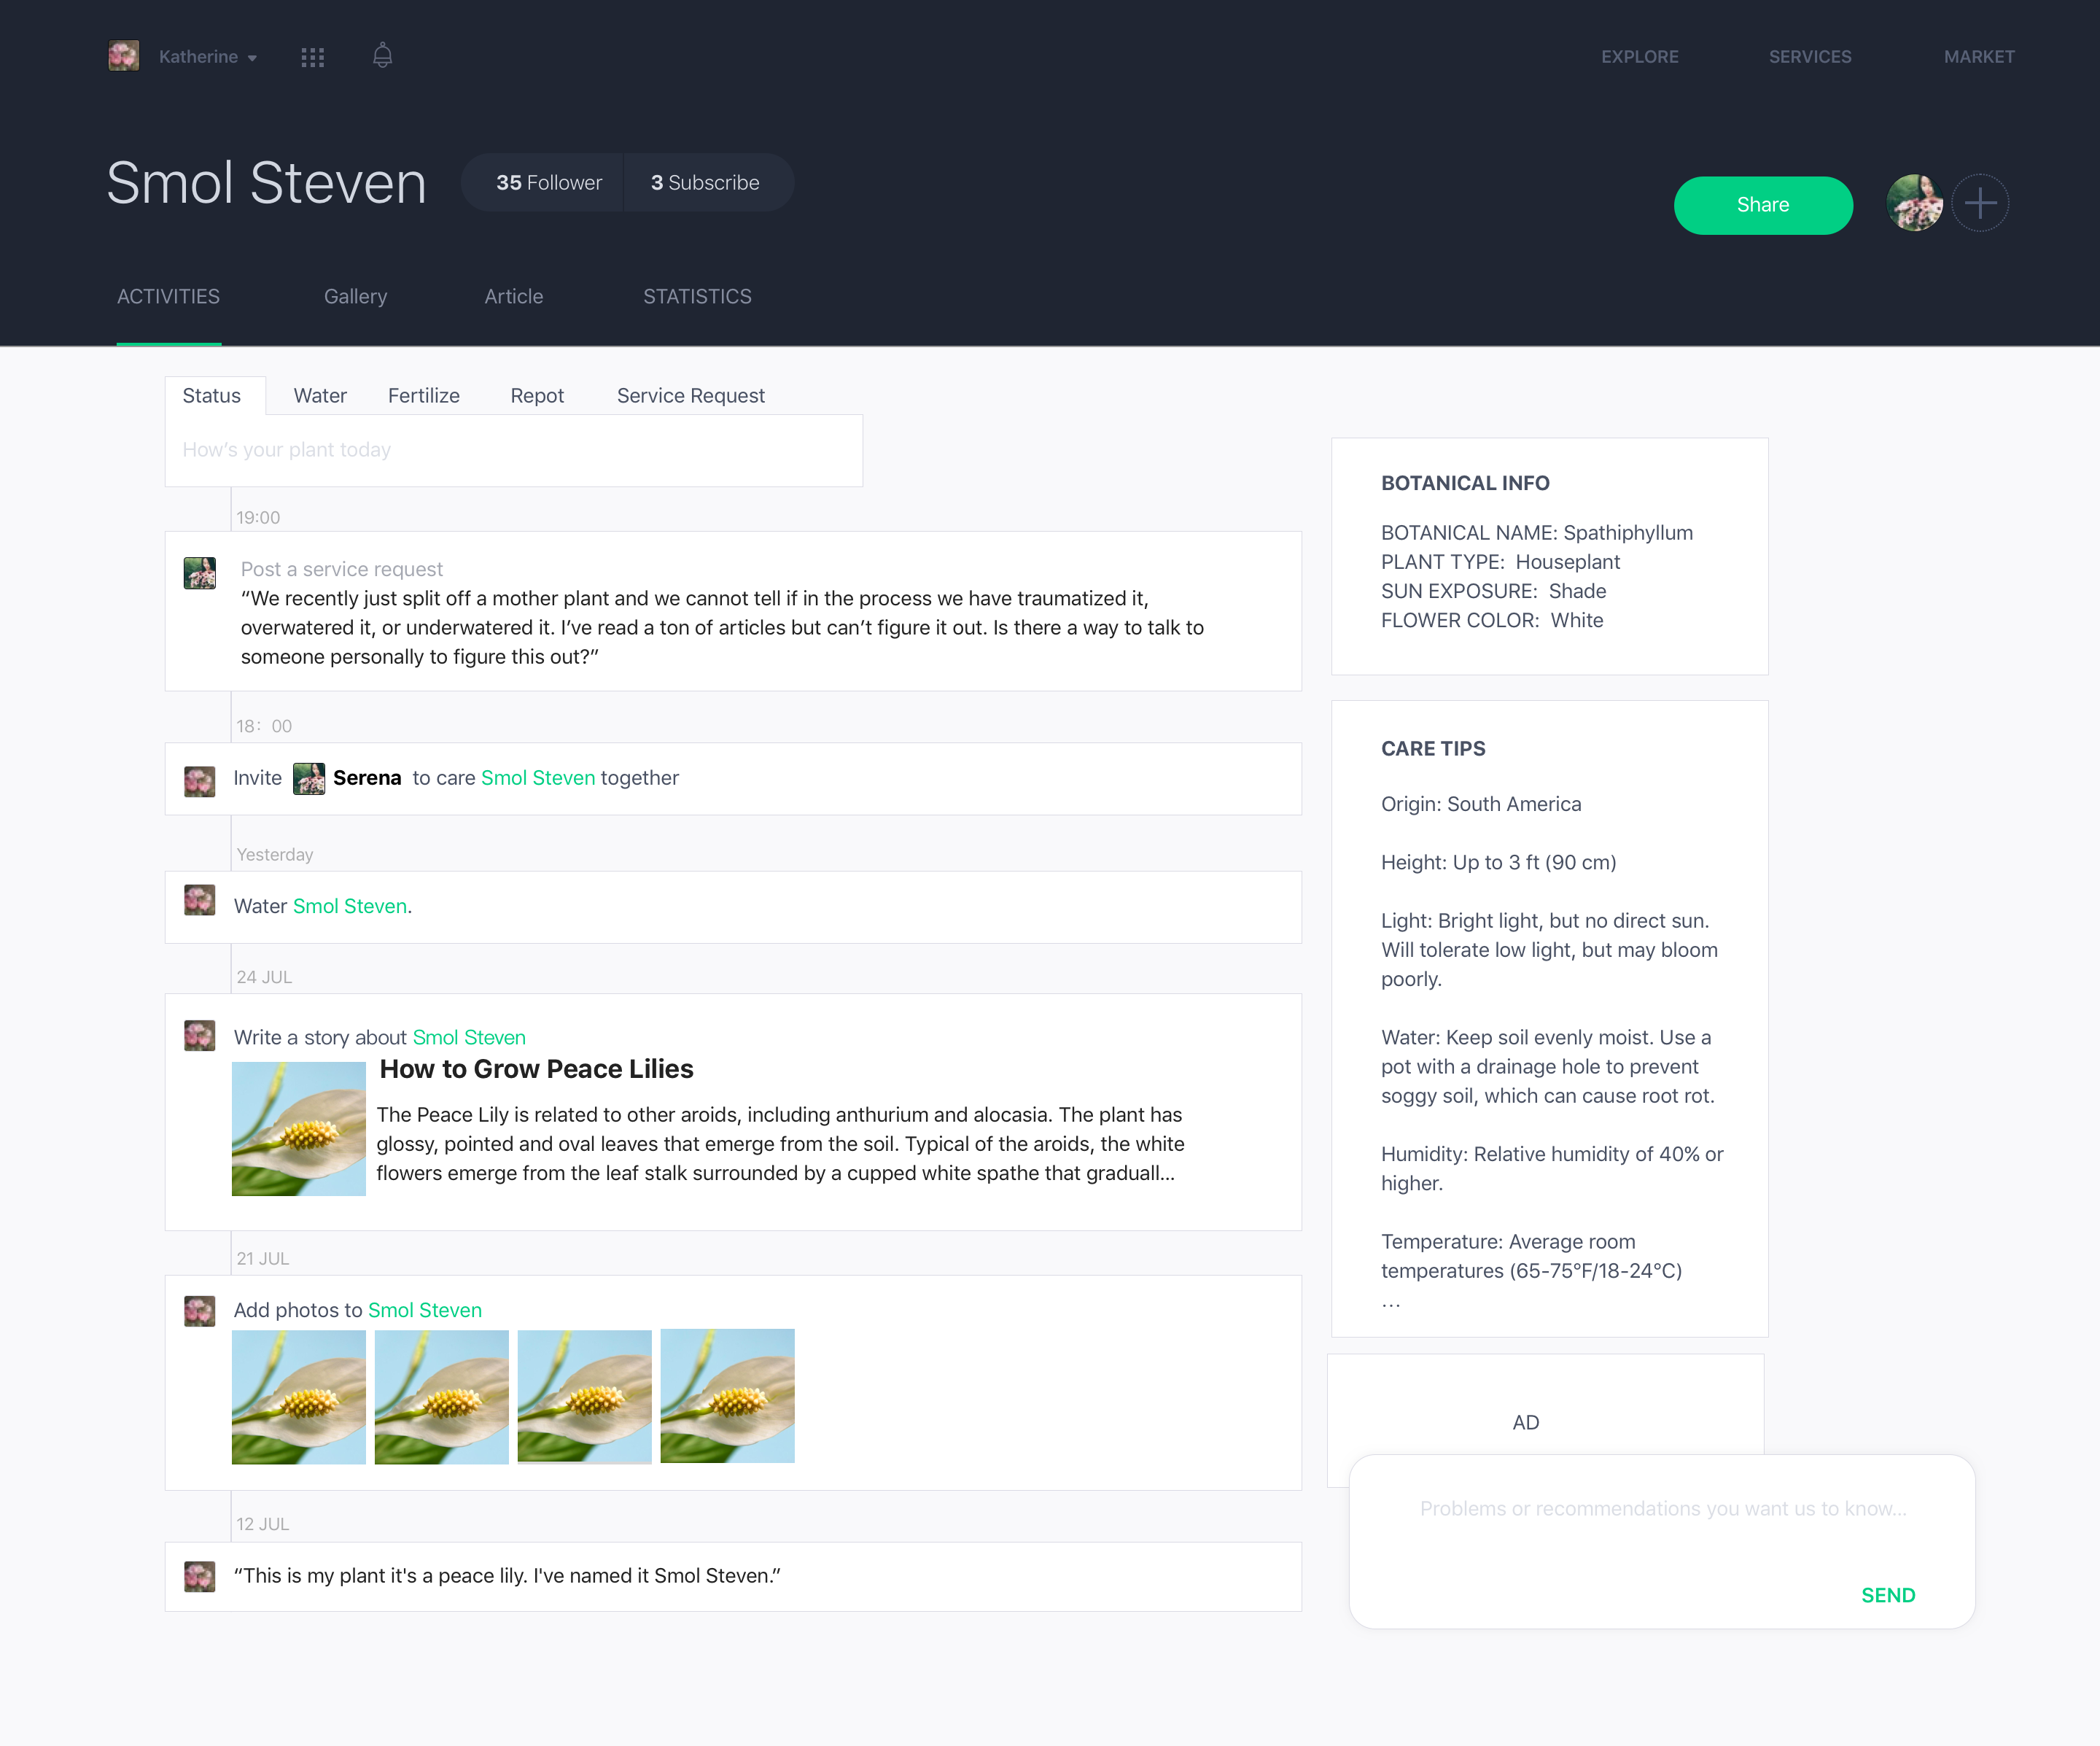 Katherine
EXPLORE
SERVICES
MARKET
Smol Steven
35 Follower
3 Subscribe
Share
ACTIVITIES
Gallery
Article
STATISTICS
Status
Water
Fertilize
Repot
Service Request
How’s your plant today
19:00
Post a service request
“We recently just split off a mother plant and we cannot tell if in the process we have traumatized it,
overwatered it, or underwatered it. I’ve read a ton of articles but can’t figure it out. Is there a way to talk to
someone personally to figure this out?”
18： 00
Invite Serena to care Smol Steven together
Yesterday
Water Smol Steven.
24 JUL
Write a story about Smol Steven
How to Grow Peace Lilies
The Peace Lily is related to other aroids, including anthurium and alocasia. The plant has
glossy, pointed and oval leaves that emerge from the soil. Typical of the aroids, the white
flowers emerge from the leaf stalk surrounded by a cupped white spathe that graduall...
21 JUL
Add photos to Smol Steven
12 JUL
“This is my plant it's a peace lily. I've named it Smol Steven.”
BOTANICAL INFO
BOTANICAL NAME: Spathiphyllum
PLANT TYPE: Houseplant
SUN EXPOSURE: Shade
FLOWER COLOR: White
CARE TIPS
Origin: South America
Height: Up to 3 ft (90 cm)
Light: Bright light, but no direct sun.
Will tolerate low light, but may bloom
poorly.
Water: Keep soil evenly moist. Use a
pot with a drainage hole to prevent
soggy soil, which can cause root rot.
Humidity: Relative humidity of 40% or
higher.
Temperature: Average room
temperatures (65-75°F/18-24°C)
...
AD
Problems or recommendations you want us to know...
SEND